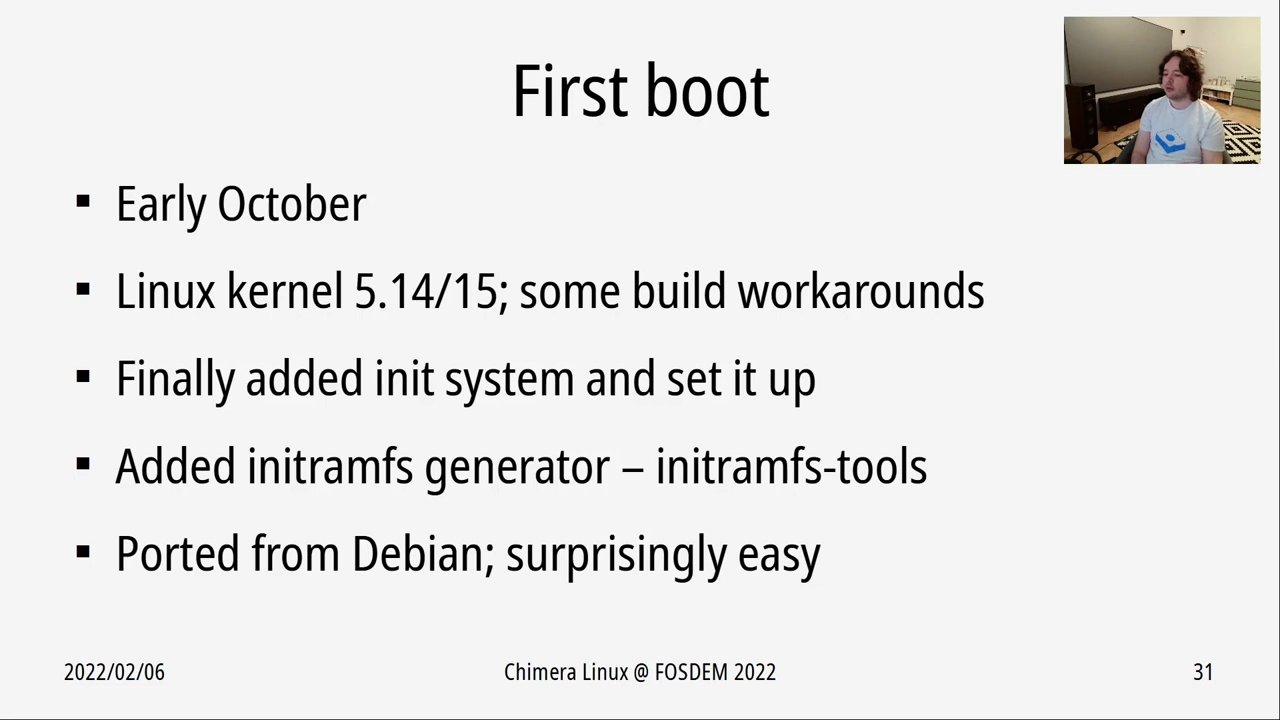 First boot
▪ Early October
▪ Linux kernel 5.14/15; some build workarounds
▪ Finally added init system and set it up
▪ Added initramfs generator – initramfs-tools
▪ Ported from Debian; surprisingly easy
2022/02/06
Chimera Linux @ FOSDEM 2022
31